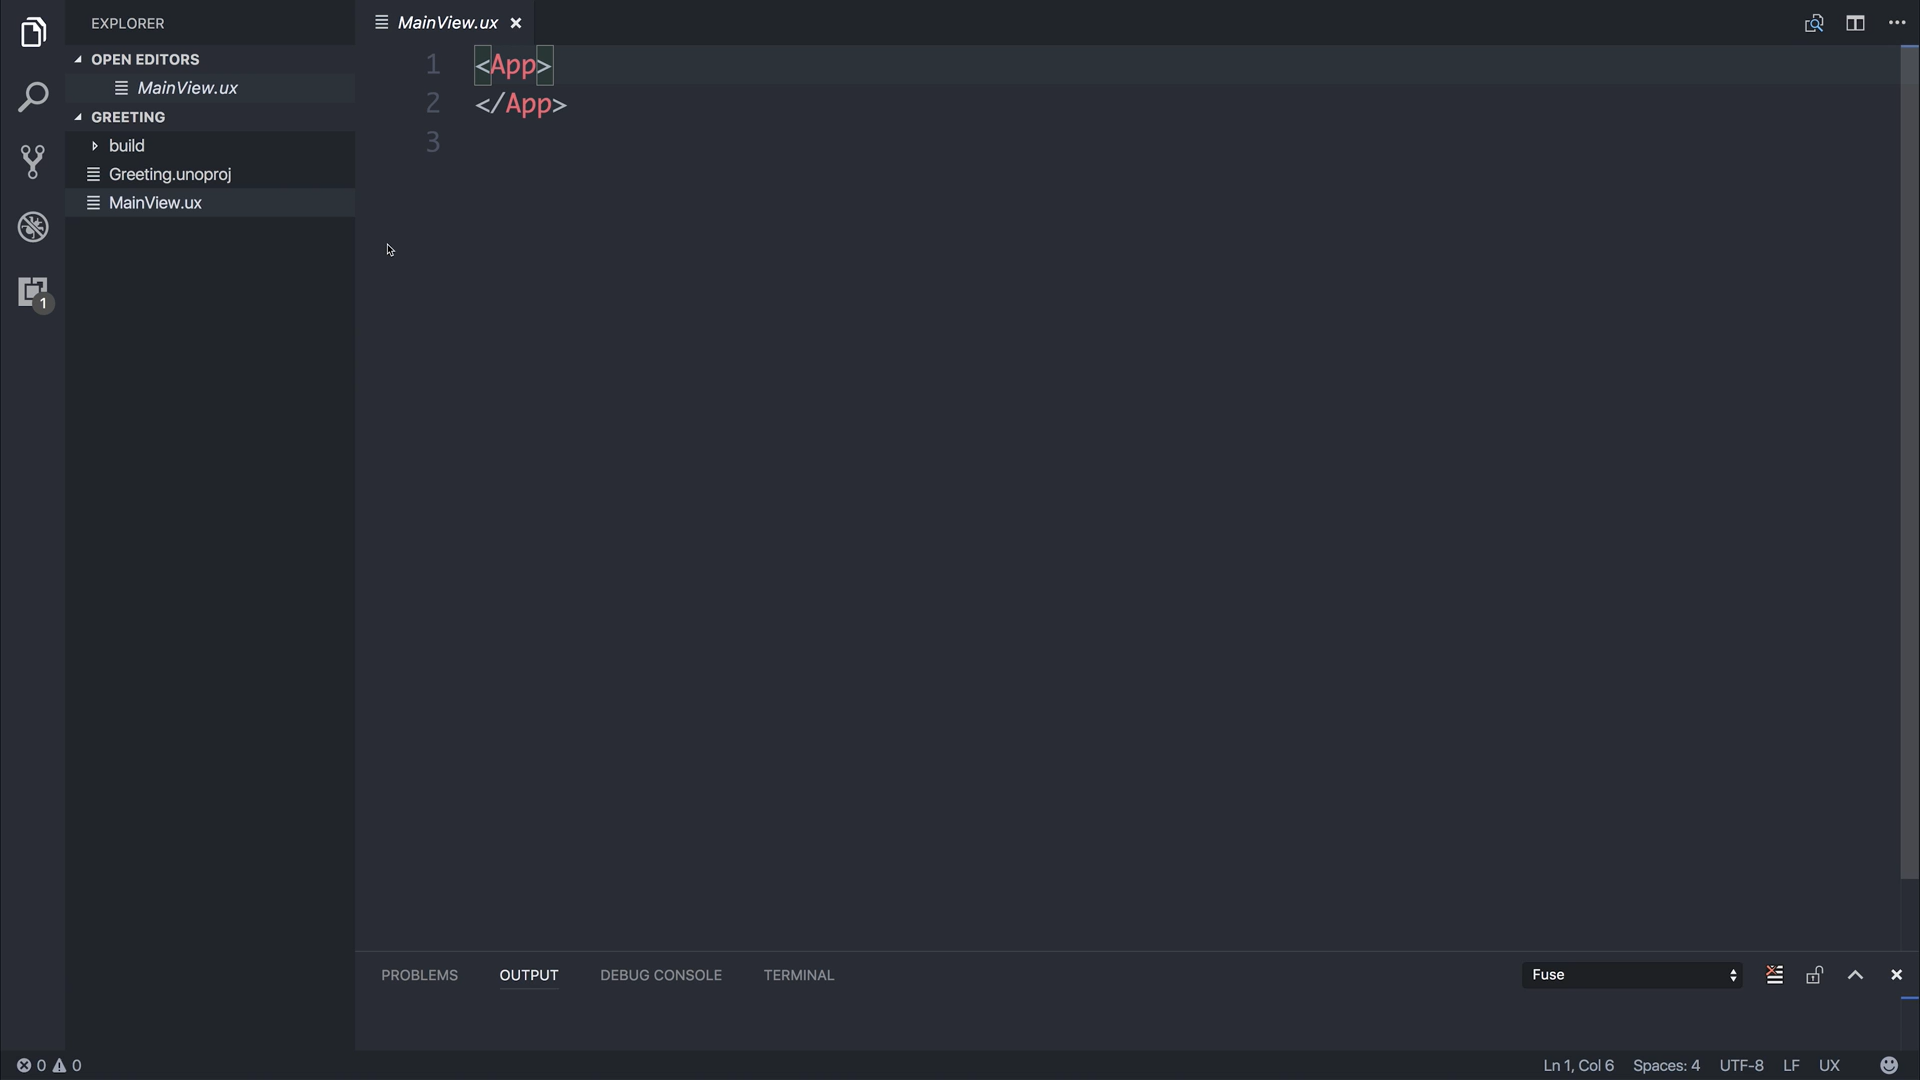 EXPLORER
OPEN EDITORS
MainView.ux
GREETING
build
Greeting.unoproj
MainView.ux
1
MainView.ux
1 <App>
2 </App>
3
PROBLEMS OUTPUT DEBUG CONSOLE TERMINAL Fuse
0 0 Ln 1, Col 6 Spaces: 4 UTF-8 LF UX